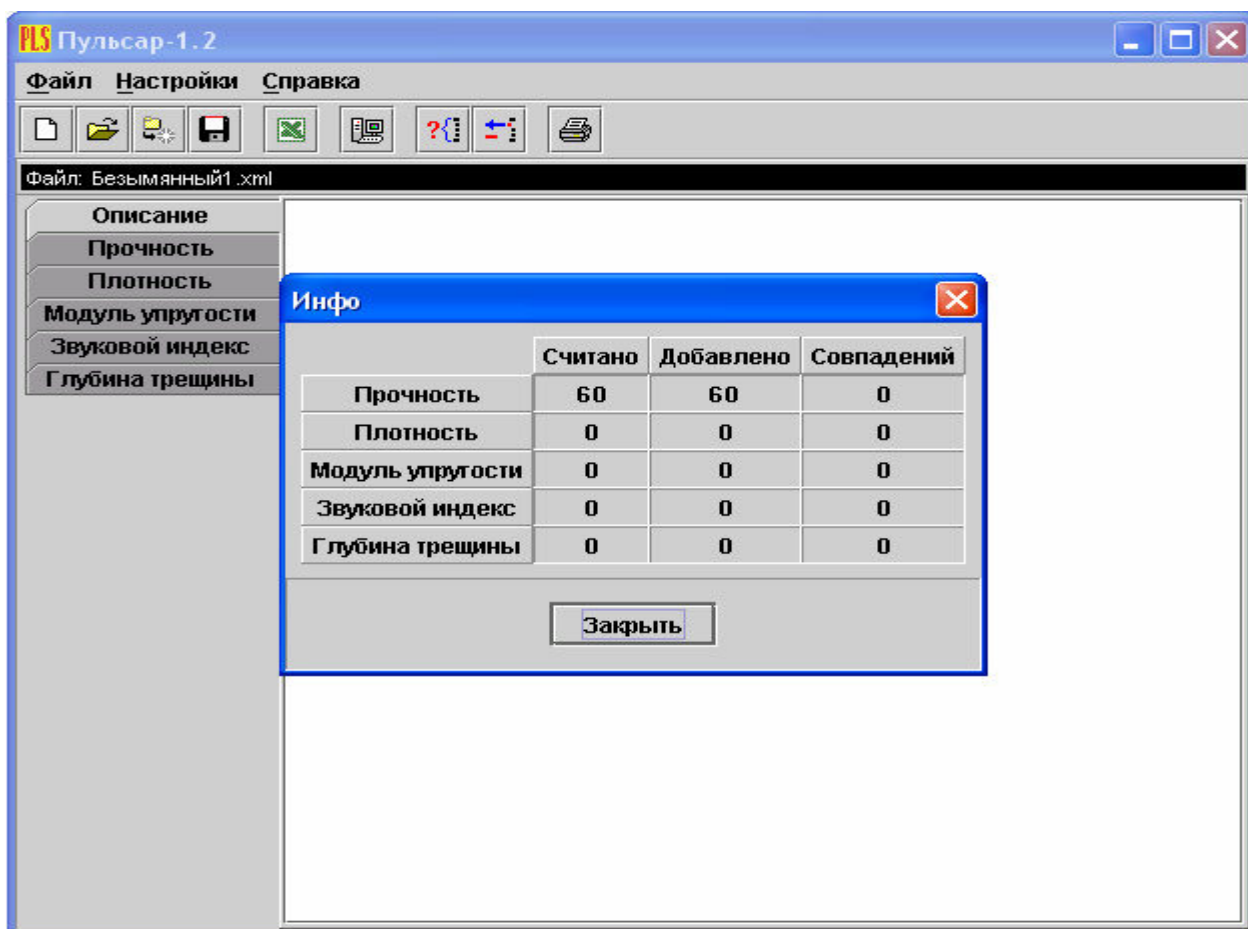 PLS Пульсар-1.2
Файл Настройки Справка
?{
Файл: Безымянный1.xml
Описание
Прочность
Плотность
Модуль упругости
Звуковой индекс
Глубина трещины
Инфо
Считано Добавлено Совпадений
Прочность 60 60 0
Плотность 0 0 0
Модуль упругости 0 0 0
Звуковой индекс 0 0 0
Глубина трещины 0 0 0
Закрыть